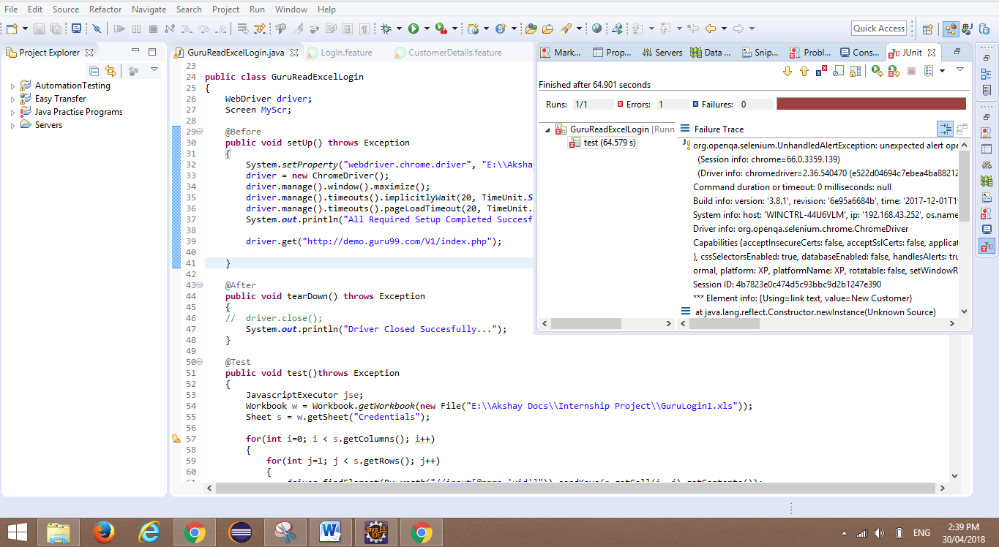 File Edit Source Refactor Navigate Search Project Run Window Help
Quick Access
Project Explorer
AutomationTesting
Easy Transfer
Java Practise Programs
Servers
GuruReadExcelLogin.java LogIn.feature CustomerDetails.feature
23
24 public class GuruReadExcelLogin
25 {
26 WebDriver driver;
27 Screen MyScr;
28
29 @Before
30 public void setUp() throws Exception
31 {
32 System.setProperty("webdriver.chrome.driver", "E:\\Akshay
33 driver = new ChromeDriver();
34 driver.manage().window().maximize();
35 driver.manage().timeouts().implicitlyWait(20, TimeUnit.S
36 driver.manage().timeouts().pageLoadTimeout(20, TimeUnit.
37 System.out.println("All Required Setup Completed Succesf
38
39 driver.get("http://demo.guru99.com/V1/index.php");
40
41 }
42
43 @After
44 public void tearDown() throws Exception
45 {
46 // driver.close();
47 System.out.println("Driver Closed Succesfully...");
48 }
49
50 @Test
51 public void test()throws Exception
52 {
53 JavascriptExecutor jse;
54 Workbook w = Workbook.getWorkbook(new File("E:\\Akshay Docs\\Internship Project\\GuruLogin1.xls"));
55 Sheet s = w.getSheet("Credentials");
56
57 for(int i=0; i < s.getColumns(); i++)
58 {
59 for(int j=1; j < s.getRows(); j++)
60 {
Mark... Prop... Servers Data ... Snip... Probl... Cons... JUnit
Finished after 64.901 seconds
Runs: 1/1 Errors: 1 Failures: 0
GuruReadExcelLogin [Runn
test (64.579 s)
Failure Trace
org.openqa.selenium.UnhandledAlertException: unexpected alert ope
(Session info: chrome=66.0.3359.139)
(Driver info: chromedriver=2.36.540470 (e522d04694c7ebea4ba88212
Command duration or timeout: 0 milliseconds: null
Build info: version: '3.8.1', revision: '6e95a6684b', time: '2017-12-01T1
System info: host: 'WINCTRL-44U6VLM', ip: '192.168.43.252', os.name
Driver info: org.openqa.selenium.chrome.ChromeDriver
Capabilities {acceptInsecureCerts: false, acceptSslCerts: false, applicat
}, cssSelectorsEnabled: true, databaseEnabled: false, handlesAlerts: tru
ormal, platform: XP, platformName: XP, rotatable: false, setWindowR
Session ID: 4b7823e0c474d5c93bbc9d2b1247e390
*** Element info: {Using=link text, value=New Customer}
at java.lang.reflect.Constructor.newInstance(Unknown Source)
Java EE
IDE
ENG
2:39 PM
30/04/2018